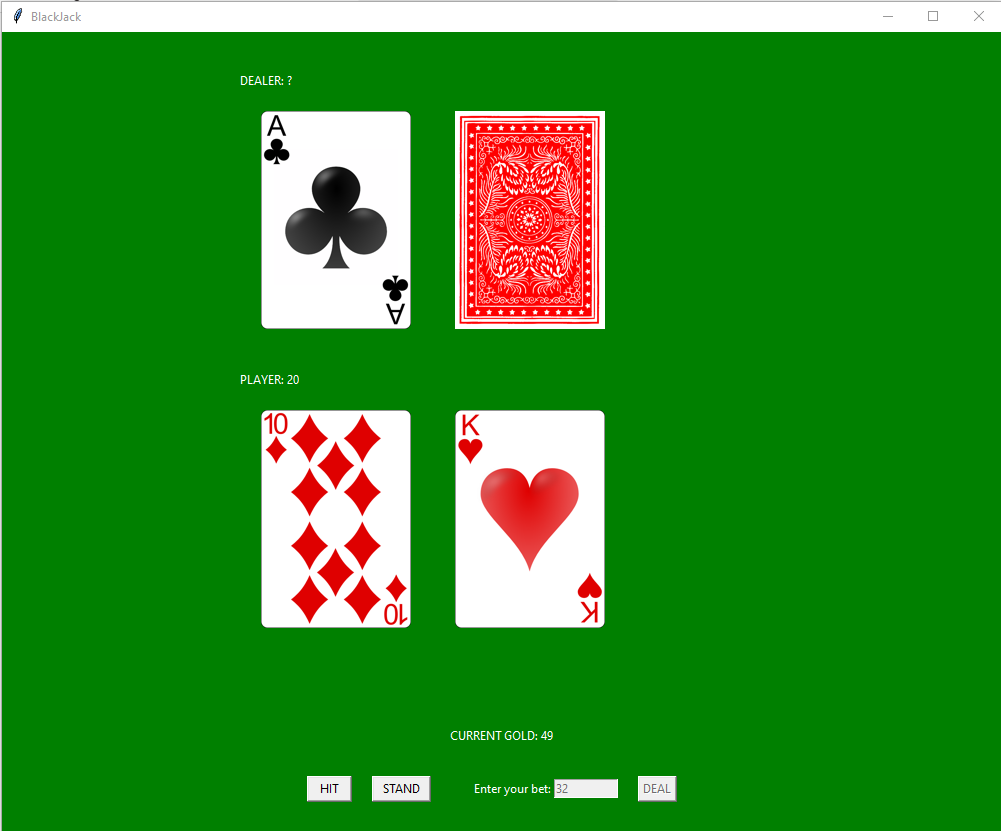 BlackJack
DEALER: ?
A
A
PLAYER: 20
10
10
K
K
CURRENT GOLD: 49
HIT STAND Enter your bet: 32 DEAL